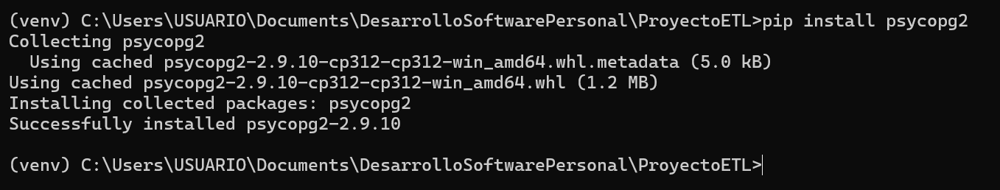 (venv) C:\Users\USUARIO\Documents\DesarrolloSoftwarePersonal\ProyectoETL>pip install psycopg2
Collecting psycopg2
  Using cached psycopg2-2.9.10-cp312-cp312-win_amd64.whl.metadata (5.0 kB)
Using cached psycopg2-2.9.10-cp312-cp312-win_amd64.whl (1.2 MB)
Installing collected packages: psycopg2
Successfully installed psycopg2-2.9.10
(venv) C:\Users\USUARIO\Documents\DesarrolloSoftwarePersonal\ProyectoETL>